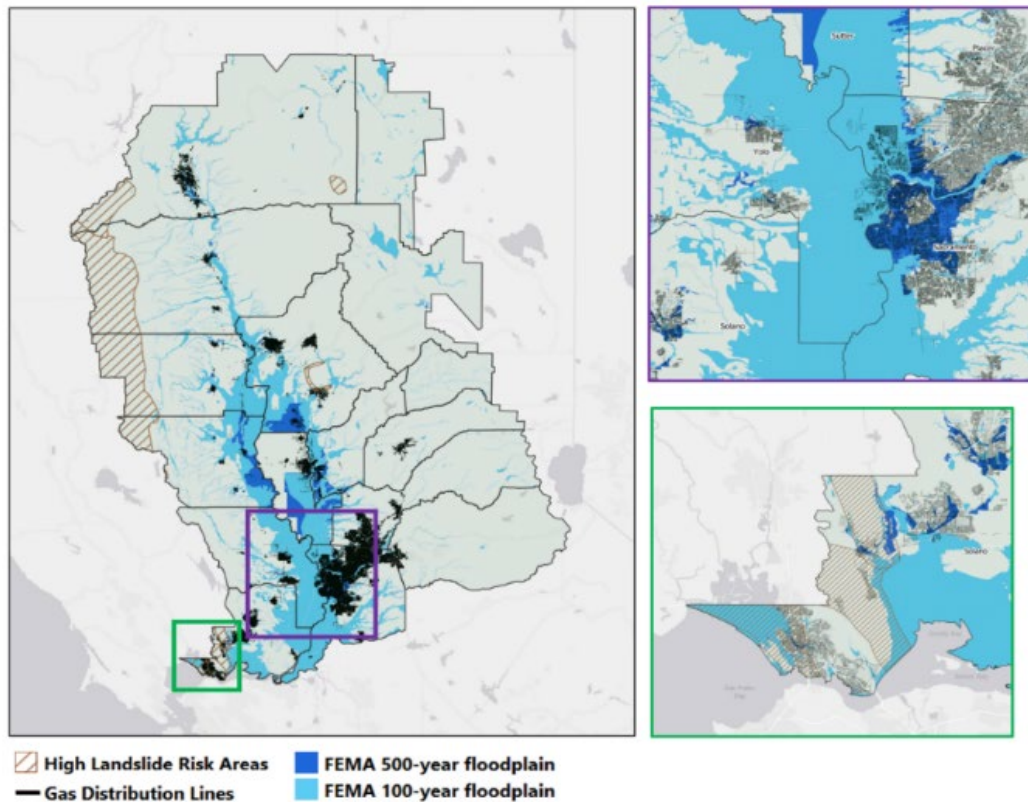 Sutter
Placer
Yolo
Sacramento
Solano
Solano
High Landslide Risk Areas
FEMA 500-year floodplain
Gas Distribution Lines
FEMA 100-year floodplain